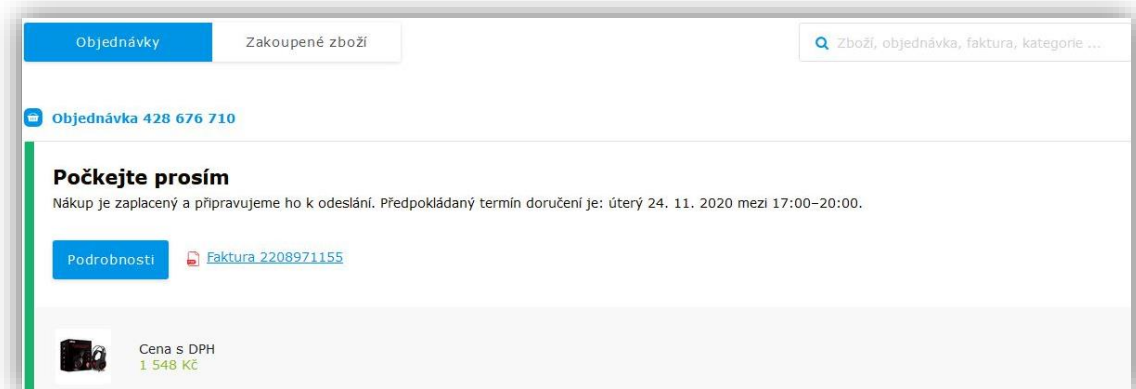 Objednávky
Zakoupené zboží
Zboží, objednávka, faktura, kategorie ...
Objednávka 428 676 710
Počkejte prosím
Nákup je zaplacený a připravujeme ho k odeslání. Předpokládaný termín doručení je: úterý 24. 11. 2020 mezi 17:00–20:00.
Podrobnosti
Faktura 2208971155
Cena s DPH
1 548 Kč